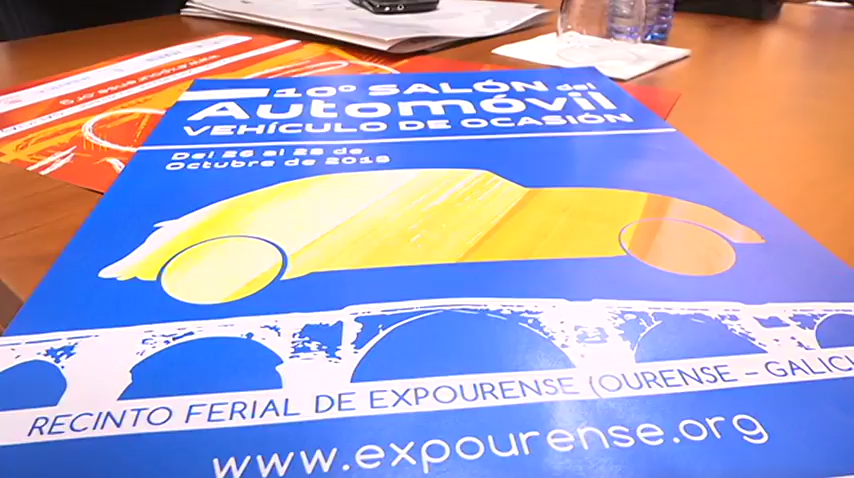 10º SALÓN del
Automóvil
VEHÍCULO DE OCASIÓN
Del 26 al 28 de
Octubre de 2018
RECINTO FERIAL DE EXPOURENSE (OURENSE – GALICI
www.expourense.org